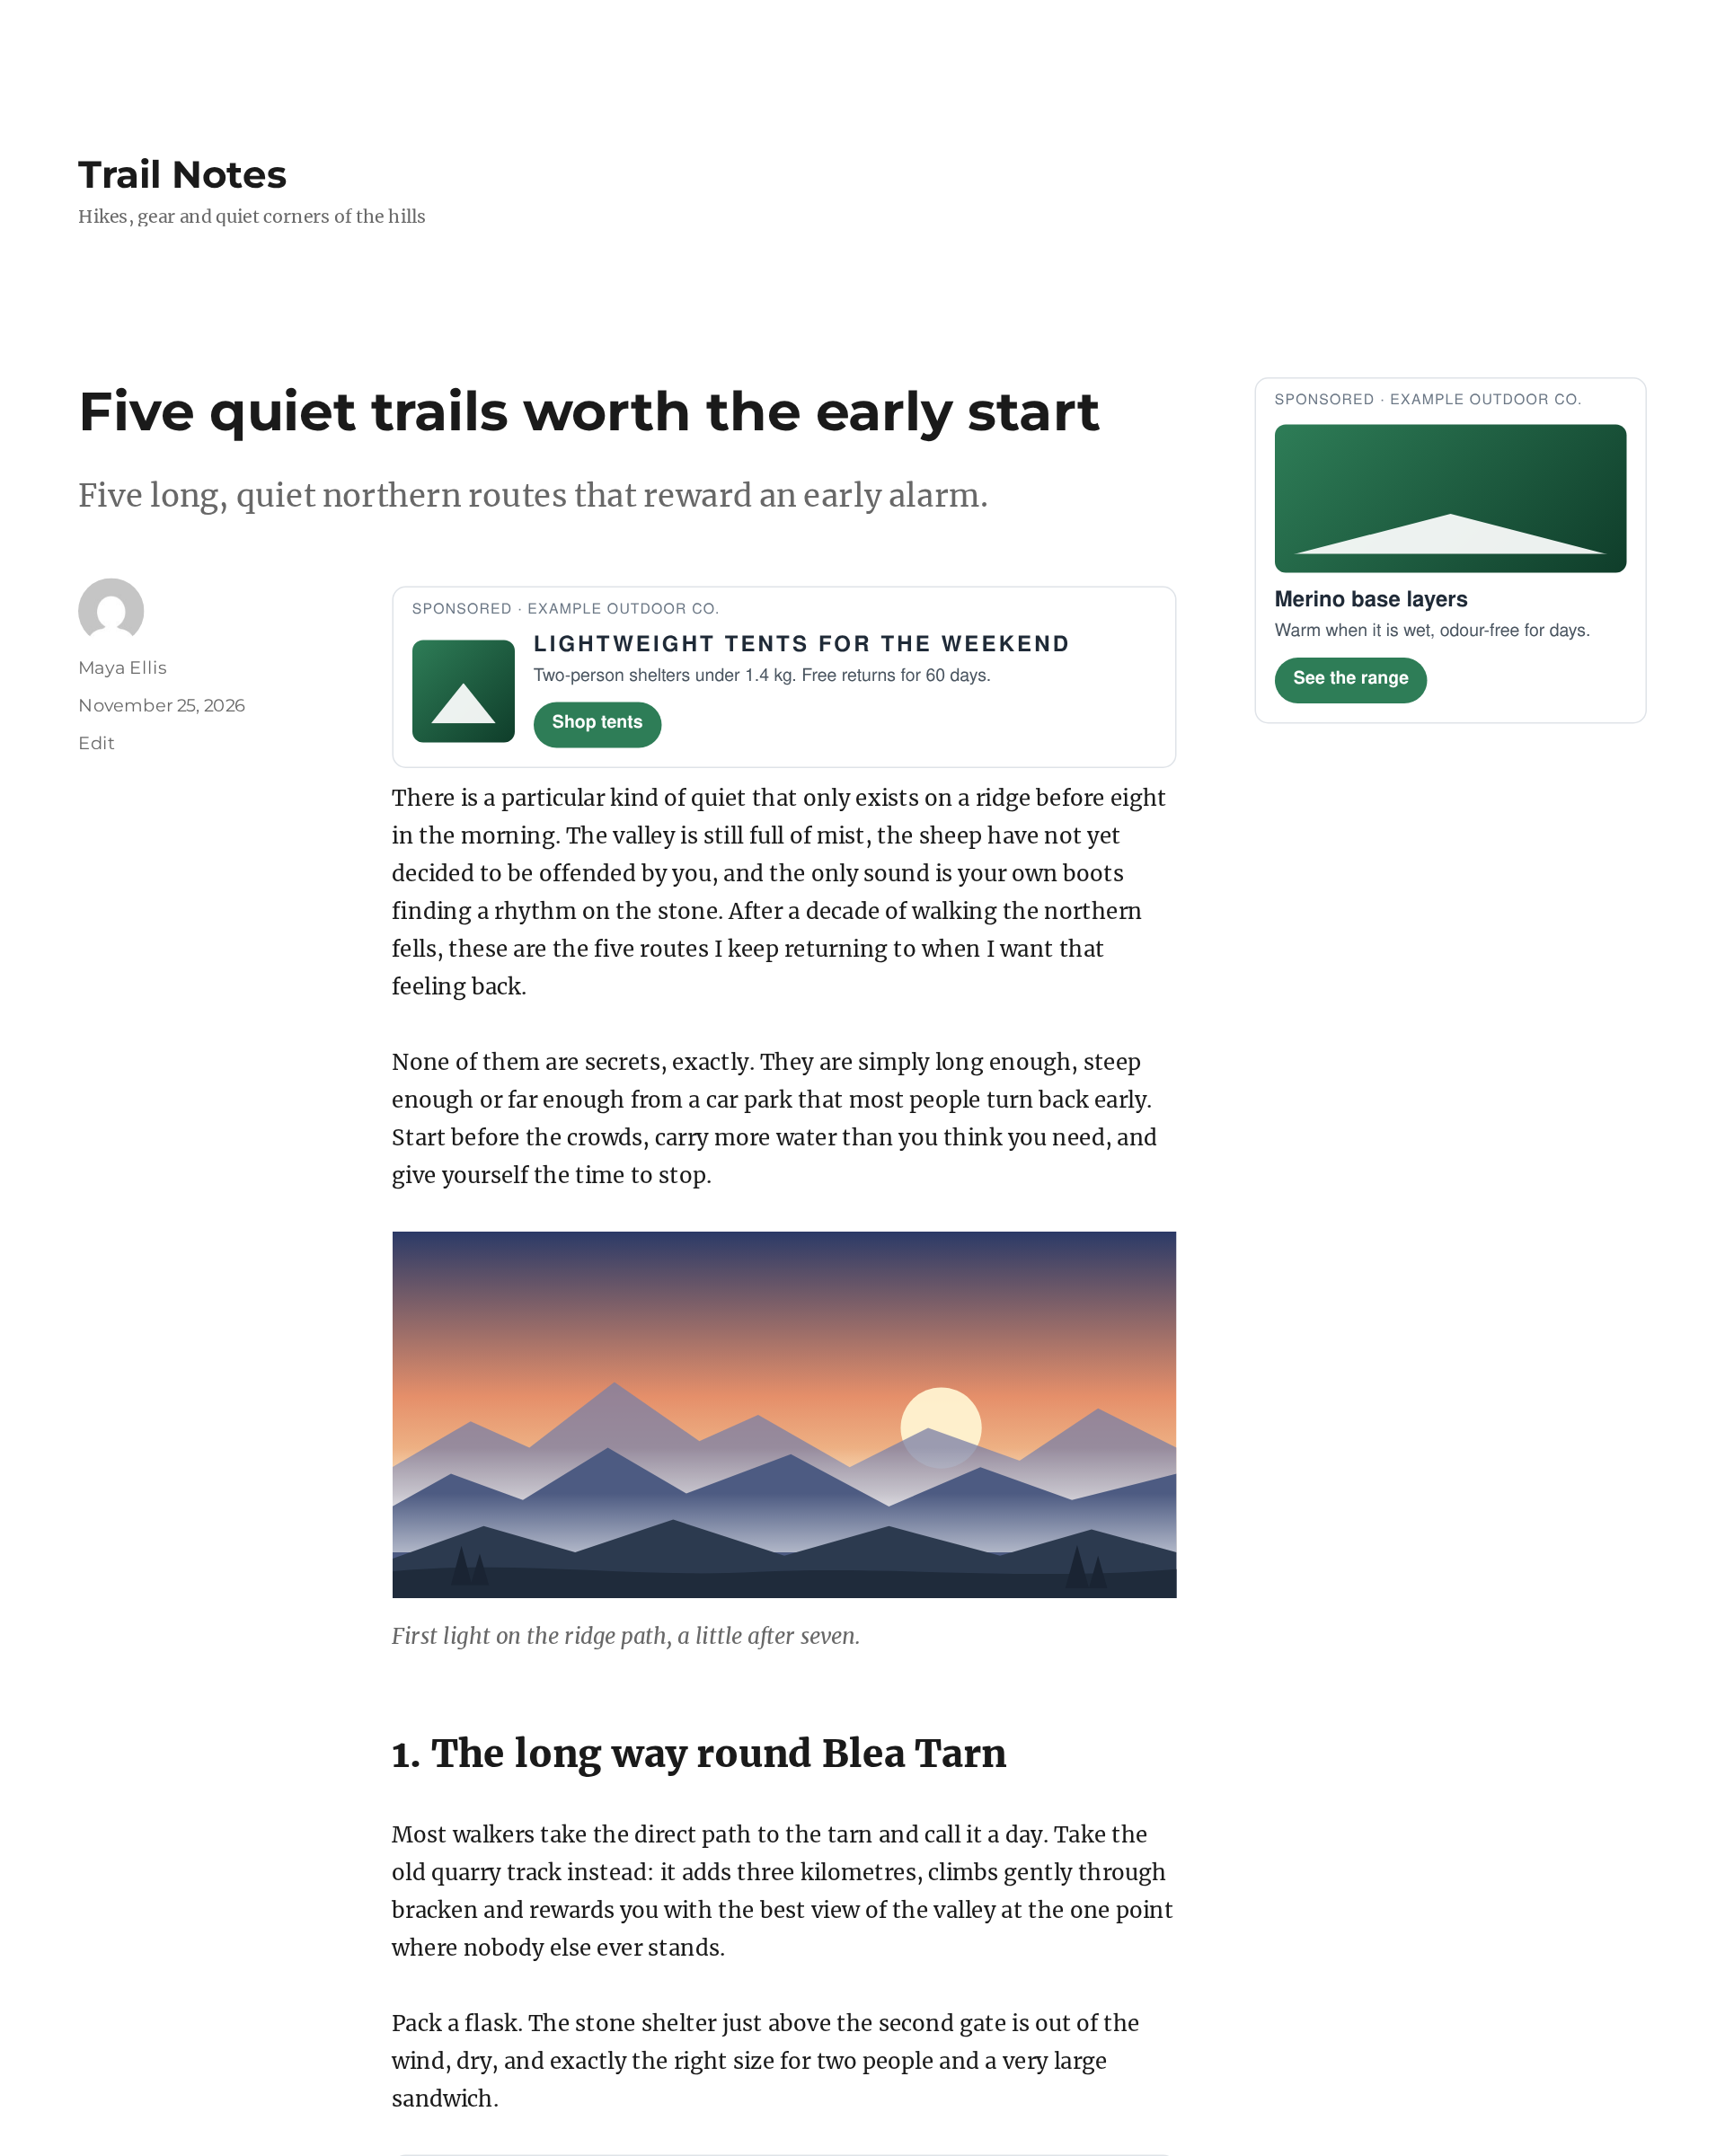 Trail Notes
Hikes, gear and quiet corners of the hills
Five quiet trails worth the early start
Five long, quiet northern routes that reward an early alarm.
Maya Ellis
November 25, 2026
Edit
SPONSORED · EXAMPLE OUTDOOR CO.
LIGHTWEIGHT TENTS FOR THE WEEKEND
Two-person shelters under 1.4 kg. Free returns for 60 days.
Shop tents
There is a particular kind of quiet that only exists on a ridge before eight
in the morning. The valley is still full of mist, the sheep have not yet
decided to be offended by you, and the only sound is your own boots
finding a rhythm on the stone. After a decade of walking the northern
fells, these are the five routes I keep returning to when I want that
feeling back.
None of them are secrets, exactly. They are simply long enough, steep
enough or far enough from a car park that most people turn back early.
Start before the crowds, carry more water than you think you need, and
give yourself the time to stop.
First light on the ridge path, a little after seven.
1. The long way round Blea Tarn
Most walkers take the direct path to the tarn and call it a day. Take the
old quarry track instead: it adds three kilometres, climbs gently through
bracken and rewards you with the best view of the valley at the one point
where nobody else ever stands.
Pack a flask. The stone shelter just above the second gate is out of the
wind, dry, and exactly the right size for two people and a very large
sandwich.
SPONSORED · EXAMPLE OUTDOOR CO.
Merino base layers
Warm when it is wet, odour-free for days.
See the range